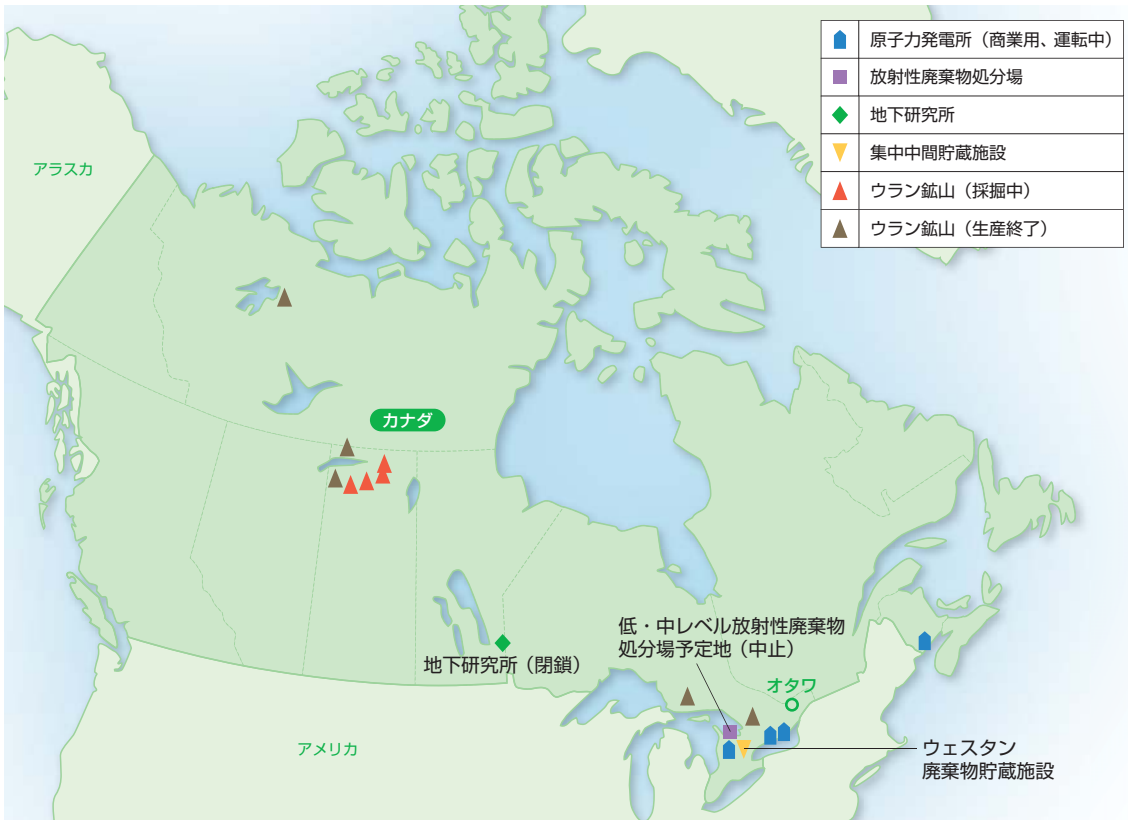 原子力発電所（商業用、運転中）
放射性廃棄物処分場
地下研究所
集中中間貯蔵施設
ウラン鉱山（採掘中）
ウラン鉱山（生産終了）
アラスカ
カナダ
低・中レベル放射性廃棄物
処分場予定地（中止）
地下研究所（閉鎖）
オタワ
アメリカ
ウェスタン
廃棄物貯蔵施設